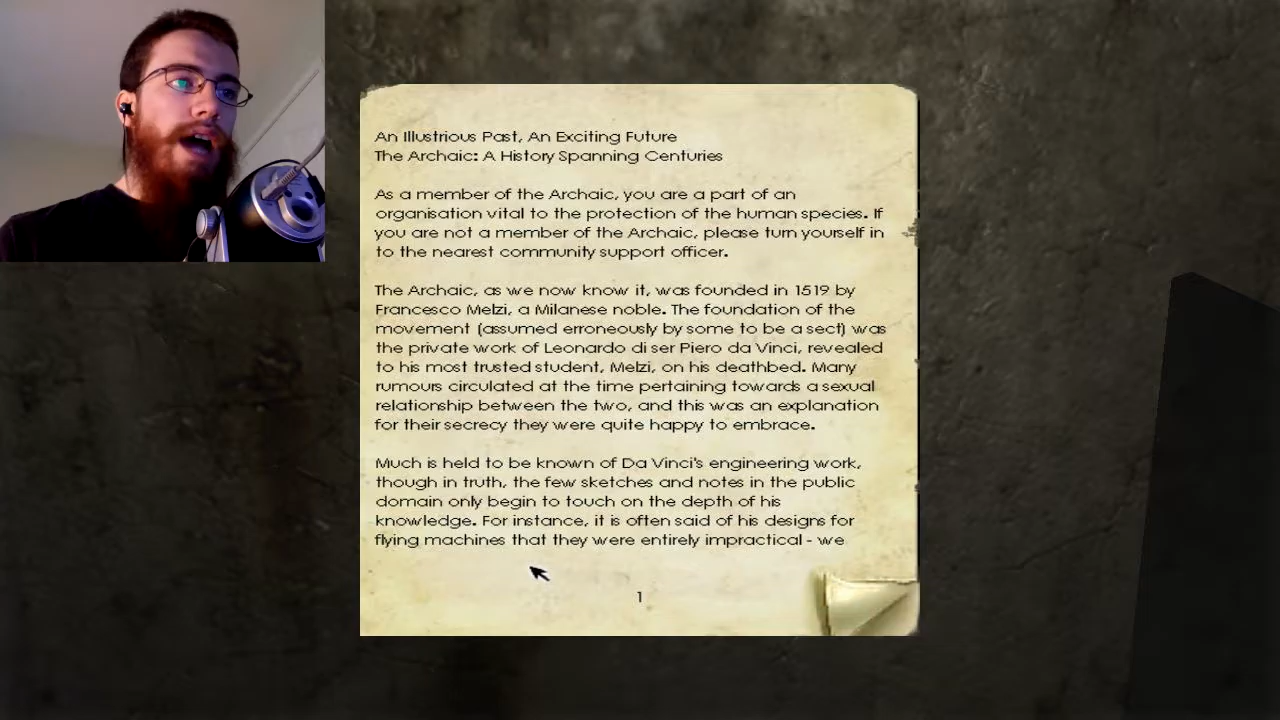 An Illustrious Past, An Exciting Future
The Archaic: A History Spanning Centuries
As a member of the Archaic, you are a part of an
organisation vital to the protection of the human species. If
you are not a member of the Archaic, please turn yourself in
to the nearest community support officer.
The Archaic, as we now know it, was founded in 1519 by
Francesco Melzi, a Milanese noble. The foundation of the
movement (assumed erroneously by some to be a sect) was
the private work of Leonardo di ser Piero da Vinci, revealed
to his most trusted student, Melzi, on his deathbed. Many
rumours circulated at the time pertaining towards a sexual
relationship between the two, and this was an explanation
for their secrecy they were quite happy to embrace.
Much is held to be known of Da Vinci's engineering work,
though in truth, the few sketches and notes in the public
domain only begin to touch on the depth of his
knowledge. For instance, it is often said of his designs for
flying machines that they were entirely impractical - we
1